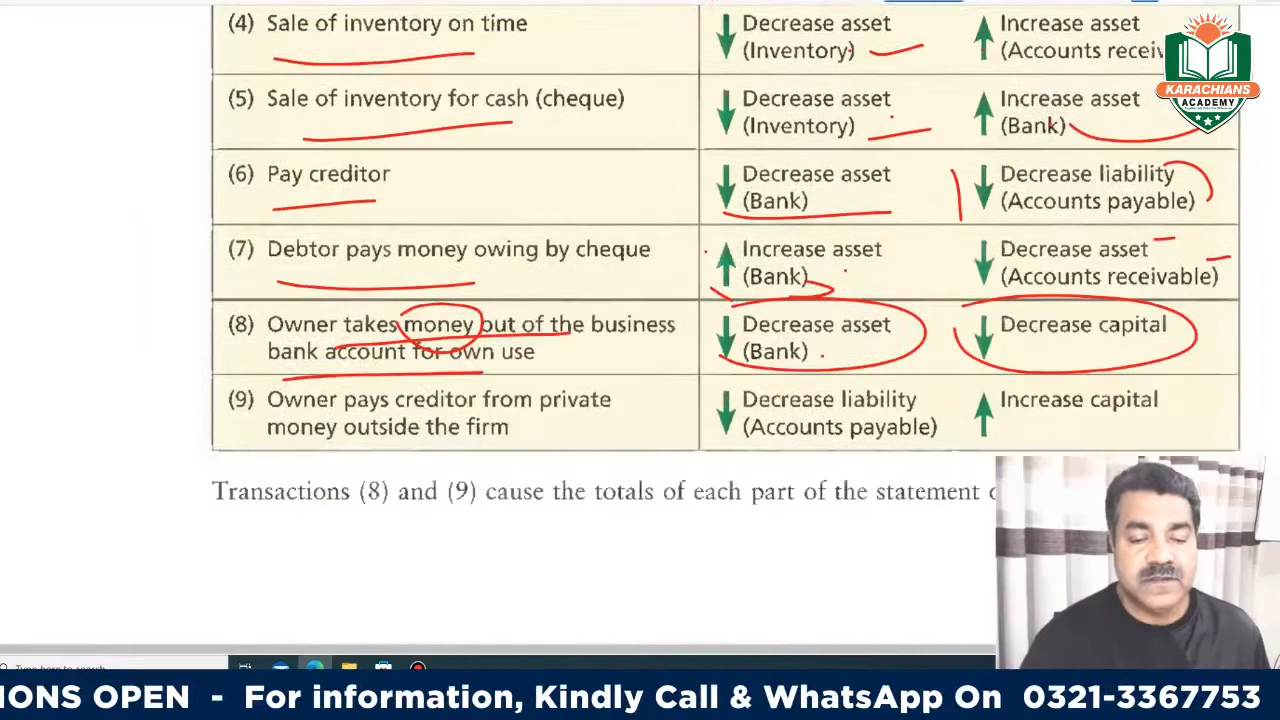 (4) Sale of inventory on time
Decrease asset
(Inventory)
Increase asset
(Accounts
KARACHIANS
ACADEMY
(5) Sale of inventory for cash (cheque)
Decrease asset
(Inventory)
Increase asset
(Bank)
(6) Pay creditor
Decrease asset
(Bank)
Decrease liability
(Accounts payable)
(7) Debtor pays money owing by cheque
Increase asset
(Bank)
Decrease asset
(Accounts receivable)
(8) Owner takes money out of the business
bank account for own use
Decrease asset
(Bank)
Decrease capital
(9) Owner pays creditor from private
money outside the firm
Decrease liability
(Accounts payable)
Increase capital
Transactions (8) and (9) cause the totals of each part of the statement
IONS OPEN - For information, Kindly Call & WhatsApp On 0321-3367753